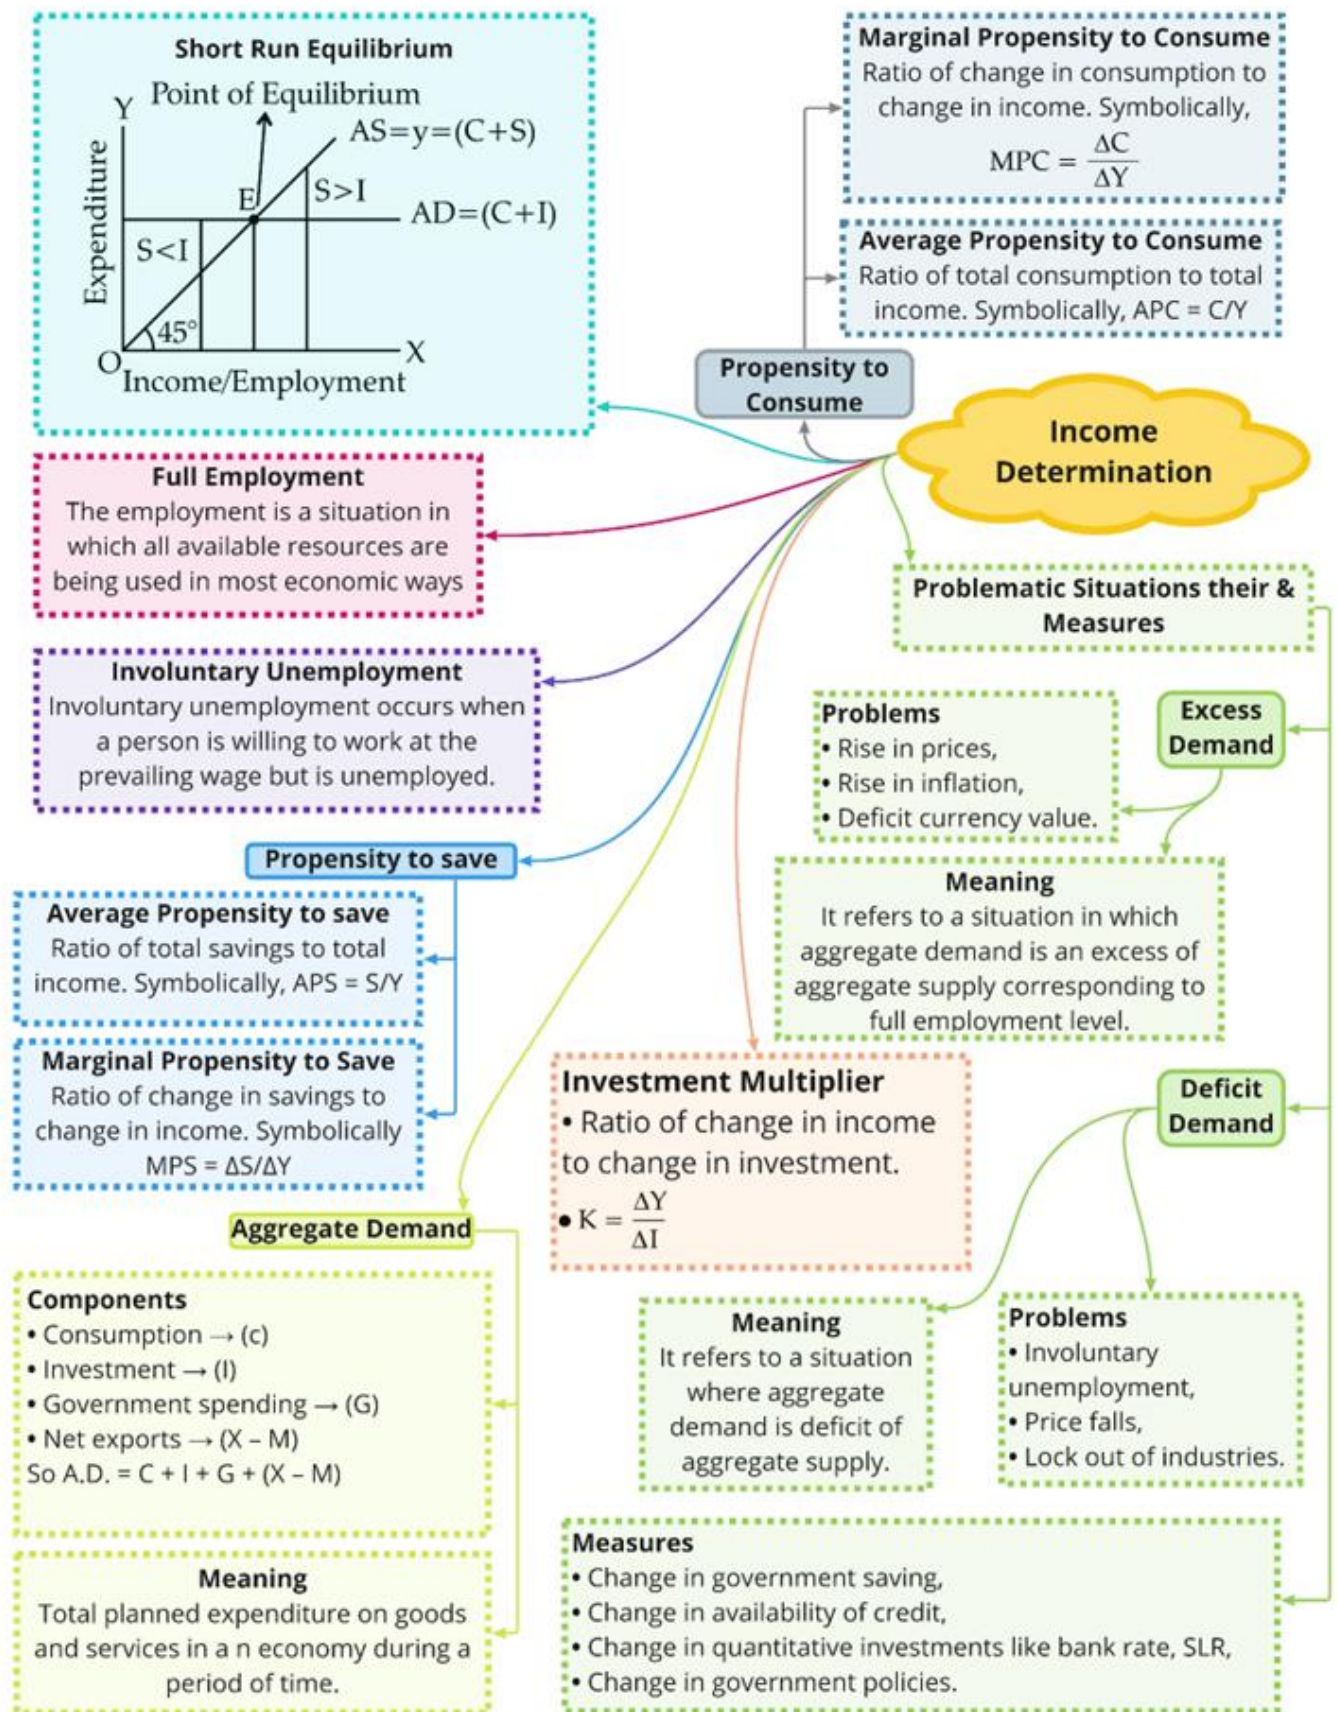 Short Run Equilibrium
Point of Equilibrium
Y
AS=y=(C+S)
Expenditure
E
S>I
AD=(C+I)
S<I
45°
O
X
Income/Employment
Marginal Propensity to Consume
Ratio of change in consumption to
change in income. Symbolically,
MPC = ΔC/ΔY
Average Propensity to Consume
Ratio of total consumption to total
income. Symbolically, APC = C/Y
Propensity to
Consume
Income
Determination
Full Employment
The employment is a situation in
which all available resources are
being used in most economic ways
Involuntary Unemployment
Involuntary unemployment occurs when
a person is willing to work at the
prevailing wage but is unemployed.
Propensity to save
Average Propensity to save
Ratio of total savings to total
income. Symbolically, APS = S/Y
Marginal Propensity to Save
Ratio of change in savings to
change in income. Symbolically
MPS = ΔS/ΔY
Aggregate Demand
Components
• Consumption → (c)
• Investment → (I)
• Government spending → (G)
• Net exports → (X – M)
So A.D. = C + I + G + (X – M)
Meaning
Total planned expenditure on goods
and services in a n economy during a
period of time.
Investment Multiplier
• Ratio of change in income
to change in investment.
• K = ΔY/ΔI
Problematic Situations their &
Measures
Excess
Demand
Problems
• Rise in prices,
• Rise in inflation,
• Deficit currency value.
Meaning
It refers to a situation in which
aggregate demand is an excess of
aggregate supply corresponding to
full employment level.
Deficit
Demand
Meaning
It refers to a situation
where aggregate
demand is deficit of
aggregate supply.
Problems
• Involuntary
unemployment,
• Price falls,
• Lock out of industries.
Measures
• Change in government saving,
• Change in availability of credit,
• Change in quantitative investments like bank rate, SLR,
• Change in government policies.